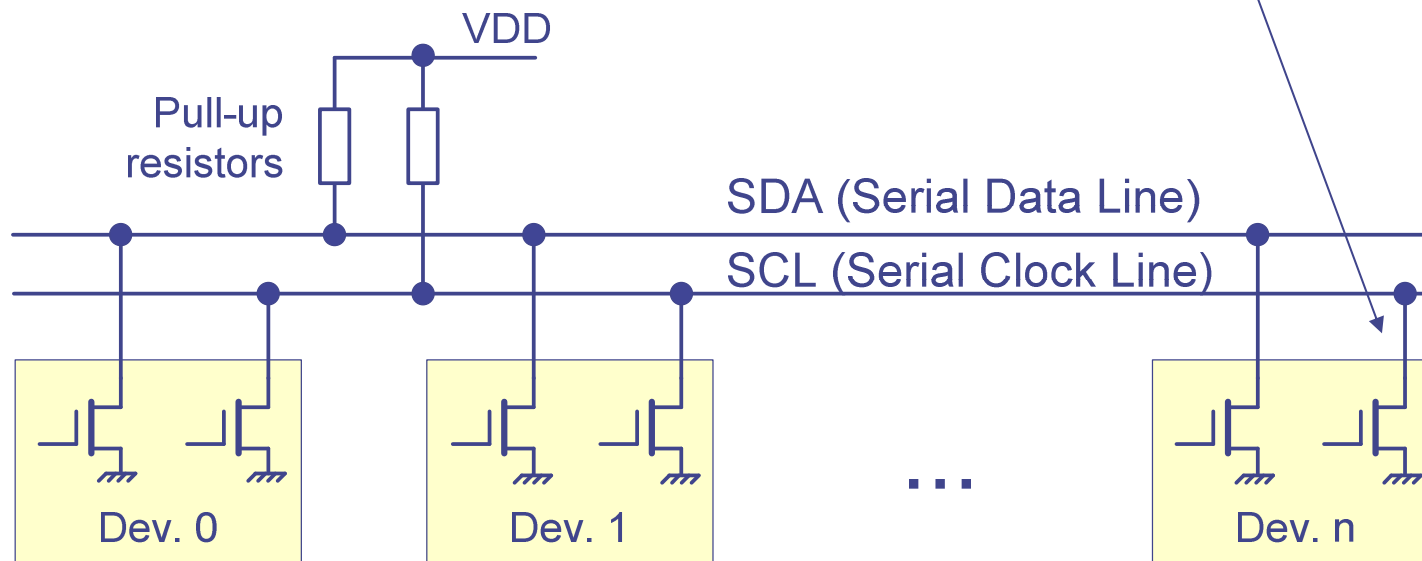 VDD
Pull-up
resistors
SDA (Serial Data Line)
SCL (Serial Clock Line)
...
Dev. 0
Dev. 1
Dev. n